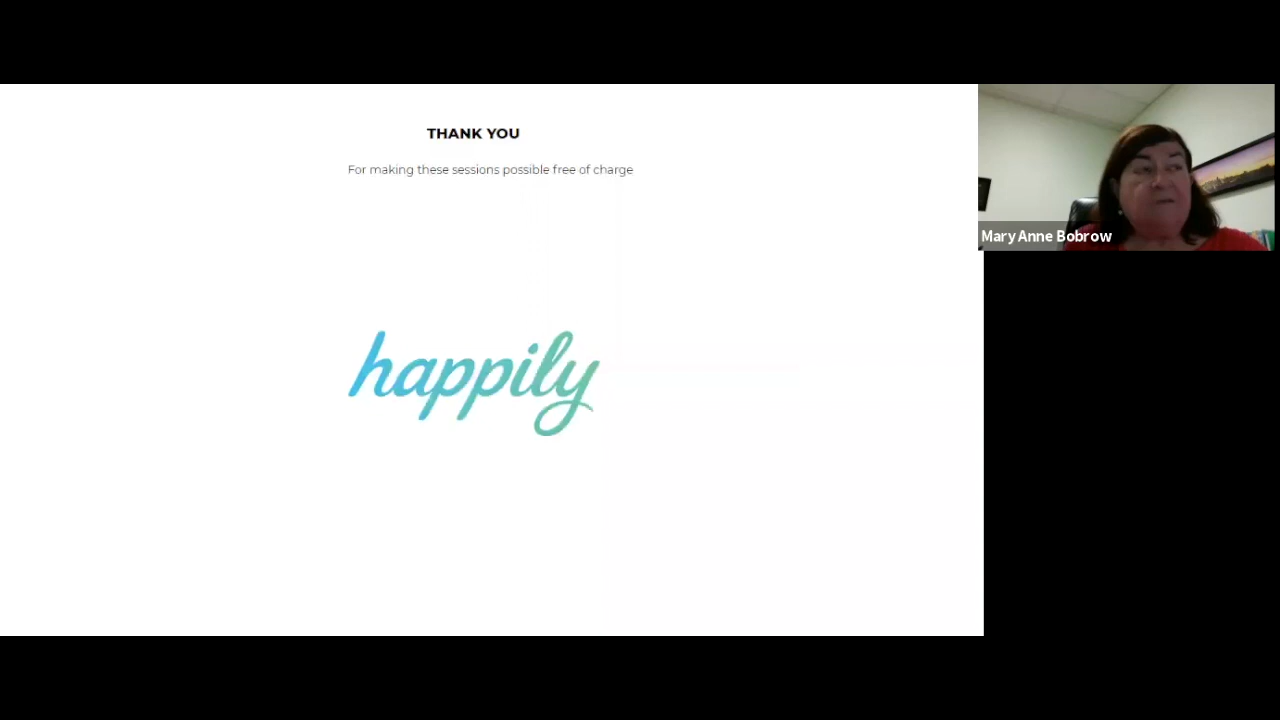 THANK YOU
For making these sessions possible free of charge
happily
Mary Anne Bobrow